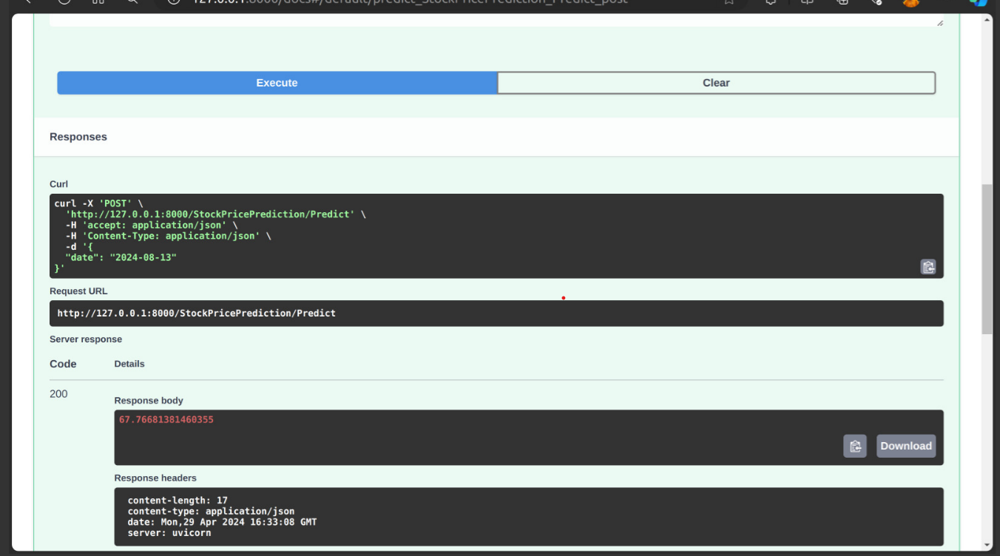 127.0.0.1:8000/docs#/default/predict_StockPricePrediction_Predict_post
Execute
Clear
Responses
Curl
curl -X 'POST' \
'http://127.0.0.1:8000/StockPricePrediction/Predict' \
-H 'accept: application/json' \
-H 'Content-Type: application/json' \
-d '{
"date": "2024-08-13"
}'
Request URL
http://127.0.0.1:8000/StockPricePrediction/Predict
Server response
Code Details
200
Response body
67.76681381460355
Download
Response headers
content-length: 17
content-type: application/json
date: Mon,29 Apr 2024 16:33:08 GMT
server: uvicorn